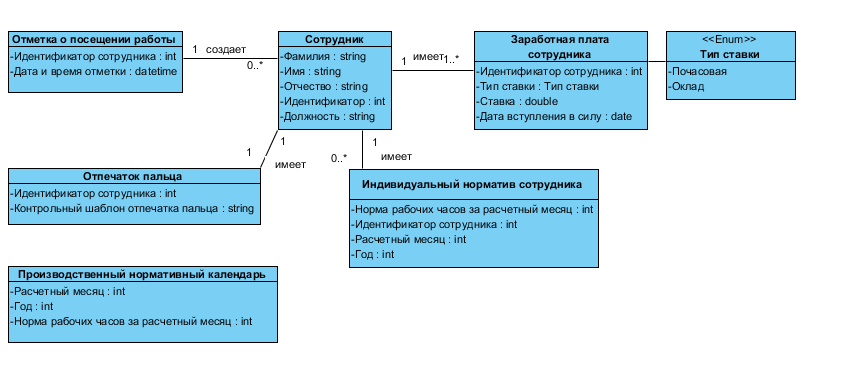 Отметка о посещении работы
-Идентификатор сотрудника : int
-Дата и время отметки : datetime
1
создает
0..*
Сотрудник
-Фамилия : string
-Имя : string
-Отчество : string
-Идентификатор : int
-Должность : string
1
имеет
1..*
Заработная плата
сотрудника
-Идентификатор сотрудника : int
-Тип ставки : Тип ставки
-Ставка : double
-Дата вступления в силу : date
<<Enum>>
Тип ставки
-Почасовая
-Оклад
1
1
имеет
Отпечаток пальца
-Идентификатор сотрудника : int
-Контрольный шаблон отпечатка пальца : string
1
0..*
имеет
Индивидуальный норматив сотрудника
-Норма рабочих часов за расчетный месяц : int
-Идентификатор сотрудника : int
-Расчетный месяц : int
-Год : int
Производственный нормативный календарь
-Расчетный месяц : int
-Год : int
-Норма рабочих часов за расчетный месяц : int